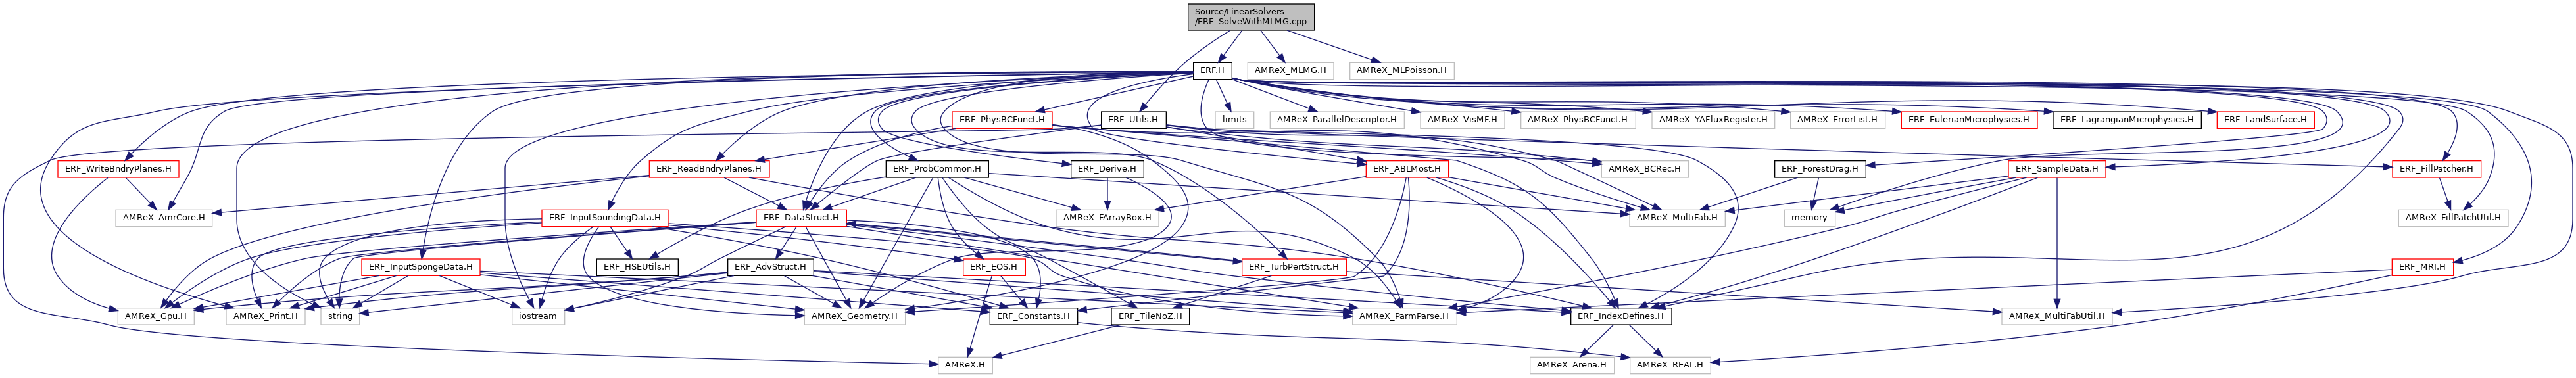 Source/LinearSolvers
/ERF_SolveWithMLMG.cpp
ERF.H
AMReX_MLMG.H
AMReX_MLPoisson.H
ERF_PhysBCFunct.H
ERF_Utils.H
limits
AMReX_ParallelDescriptor.H
AMReX_VisMF.H
AMReX_PhysBCFunct.H
AMReX_YAFluxRegister.H
AMReX_ErrorList.H
ERF_EulerianMicrophysics.H
ERF_LagrangianMicrophysics.H
ERF_LandSurface.H
ERF_WriteBndryPlanes.H
ERF_ReadBndryPlanes.H
ERF_ProbCommon.H
ERF_Derive.H
ERF_ABLMost.H
AMReX_BCRec.H
ERF_ForestDrag.H
ERF_SampleData.H
ERF_FillPatcher.H
AMReX_AmrCore.H
ERF_InputSoundingData.H
ERF_DataStruct.H
AMReX_FArrayBox.H
AMReX_MultiFab.H
memory
AMReX_FillPatchUtil.H
ERF_InputSpongeData.H
ERF_HSEUtils.H
ERF_AdvStruct.H
ERF_EOS.H
ERF_TurbPertStruct.H
ERF_MRI.H
AMReX_Gpu.H
AMReX_Print.H
string
iostream
AMReX_Geometry.H
ERF_Constants.H
ERF_TileNoZ.H
AMReX_ParmParse.H
ERF_IndexDefines.H
AMReX_MultiFabUtil.H
AMReX.H
AMReX_Arena.H
AMReX_REAL.H